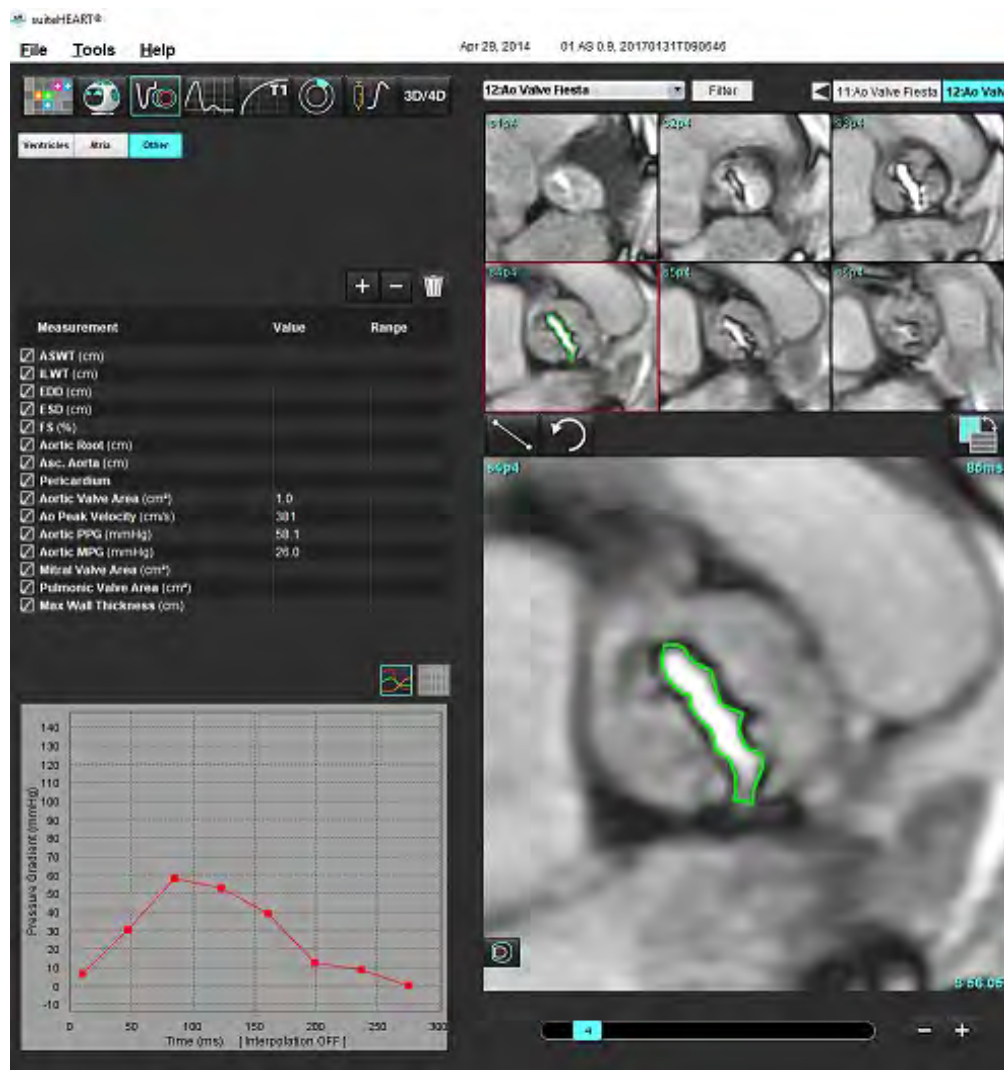 suiteHEART®
File Tools Help Apr 29, 2014 01 AS 0.9, 20170131T090646
T1 3D/4D
12:Ao Valve Fiesta Filter 11:Ao Valve Fiesta 12:Ao Valv
Ventricles Atria Other
s1p4 s2p4 s3p4
s4p4 s5p4 s6p4
Measurement Value Range
ASWT (cm)
ILWT (cm)
EDD (cm)
ESD (cm)
FS (%)
Aortic Root (cm)
Asc. Aorta (cm)
Pericardium
Aortic Valve Area (cm²) 1.0
Ao Peak Velocity (cm/s) 381
Aortic PPG (mmHg) 58.1
Aortic MPG (mmHg) 26.0
Mitral Valve Area (cm²)
Pulmonic Valve Area (cm²)
Max Wall Thickness (cm)
s4p4 86ms
Pressure Gradient (mmHg)
140
130
120
110
100
90
80
70
60
50
40
30
20
10
0
-10
0 50 100 150 200 250 300
Time (ms) [ Interpolation OFF ]
S 66.06
4